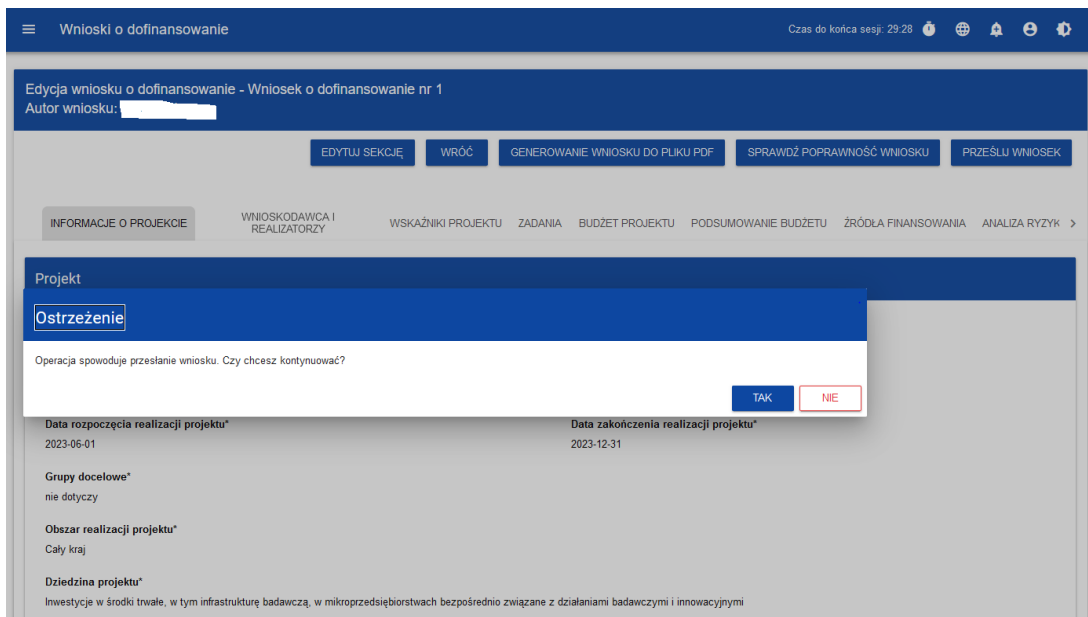 Wnioski o dofinansowanie
Czas do końca sesji: 29:28
Edycja wniosku o dofinansowanie - Wniosek o dofinansowanie nr 1
Autor wniosku:
EDYTUJ SEKCJĘ WRÓĆ GENEROWANIE WNIOSKU DO PLIKU PDF SPRAWDŹ POPRAWNOŚĆ WNIOSKU PRZEŚLIJ WNIOSEK
INFORMACJE O PROJEKCIE
WNIOSKODAWCA I
REALIZATORZY
WSKAŹNIKI PROJEKTU ZADANIA BUDŻET PROJEKTU PODSUMOWANIE BUDŻETU ŹRÓDŁA FINANSOWANIA ANALIZA RYZYK
Projekt
Ostrzeżenie
Operacja spowoduje przesłanie wniosku. Czy chcesz kontynuować?
TAK NIE
Data rozpoczęcia realizacji projektu* Data zakończenia realizacji projektu*
2023-06-01 2023-12-31
Grupy docelowe*
nie dotyczy
Obszar realizacji projektu*
Cały kraj
Dziedzina projektu*
Inwestycje w środki trwałe, w tym infrastrukturę badawczą, w mikroprzedsiębiorstwach bezpośrednio związane z działaniami badawczymi i innowacyjnymi